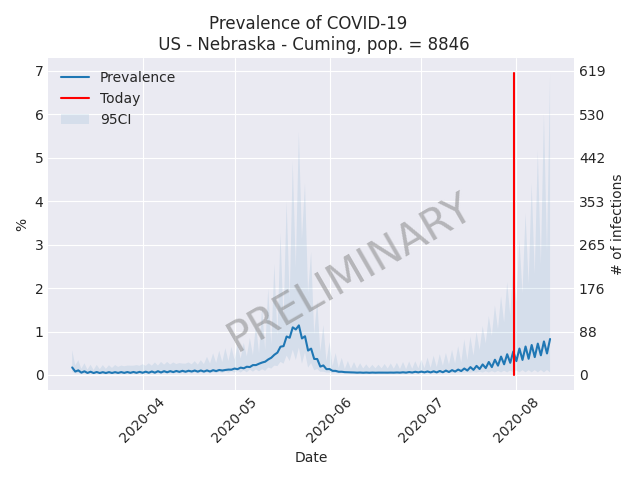 Prevalence of COVID-19
US - Nebraska - Cuming, pop. = 8846
Prevalence
Today
95CI
7
6
5
4
3
2
1
0
%
619
530
442
353
265
176
88
0
# of infections
PRELIMINARY
2020-04
2020-05
2020-06
2020-07
2020-08
Date